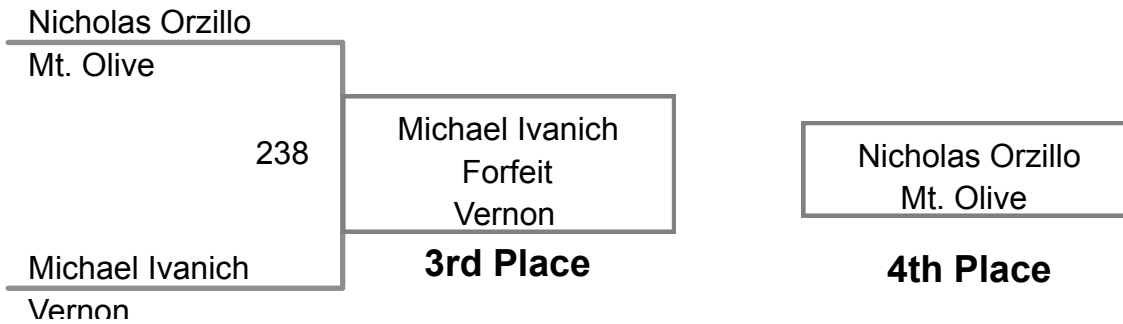 Nicholas Orzillo
Mt. Olive
238
Michael Ivanich
Forfeit
Vernon
3rd Place
Nicholas Orzillo
Mt. Olive
4th Place
Michael Ivanich
Vernon